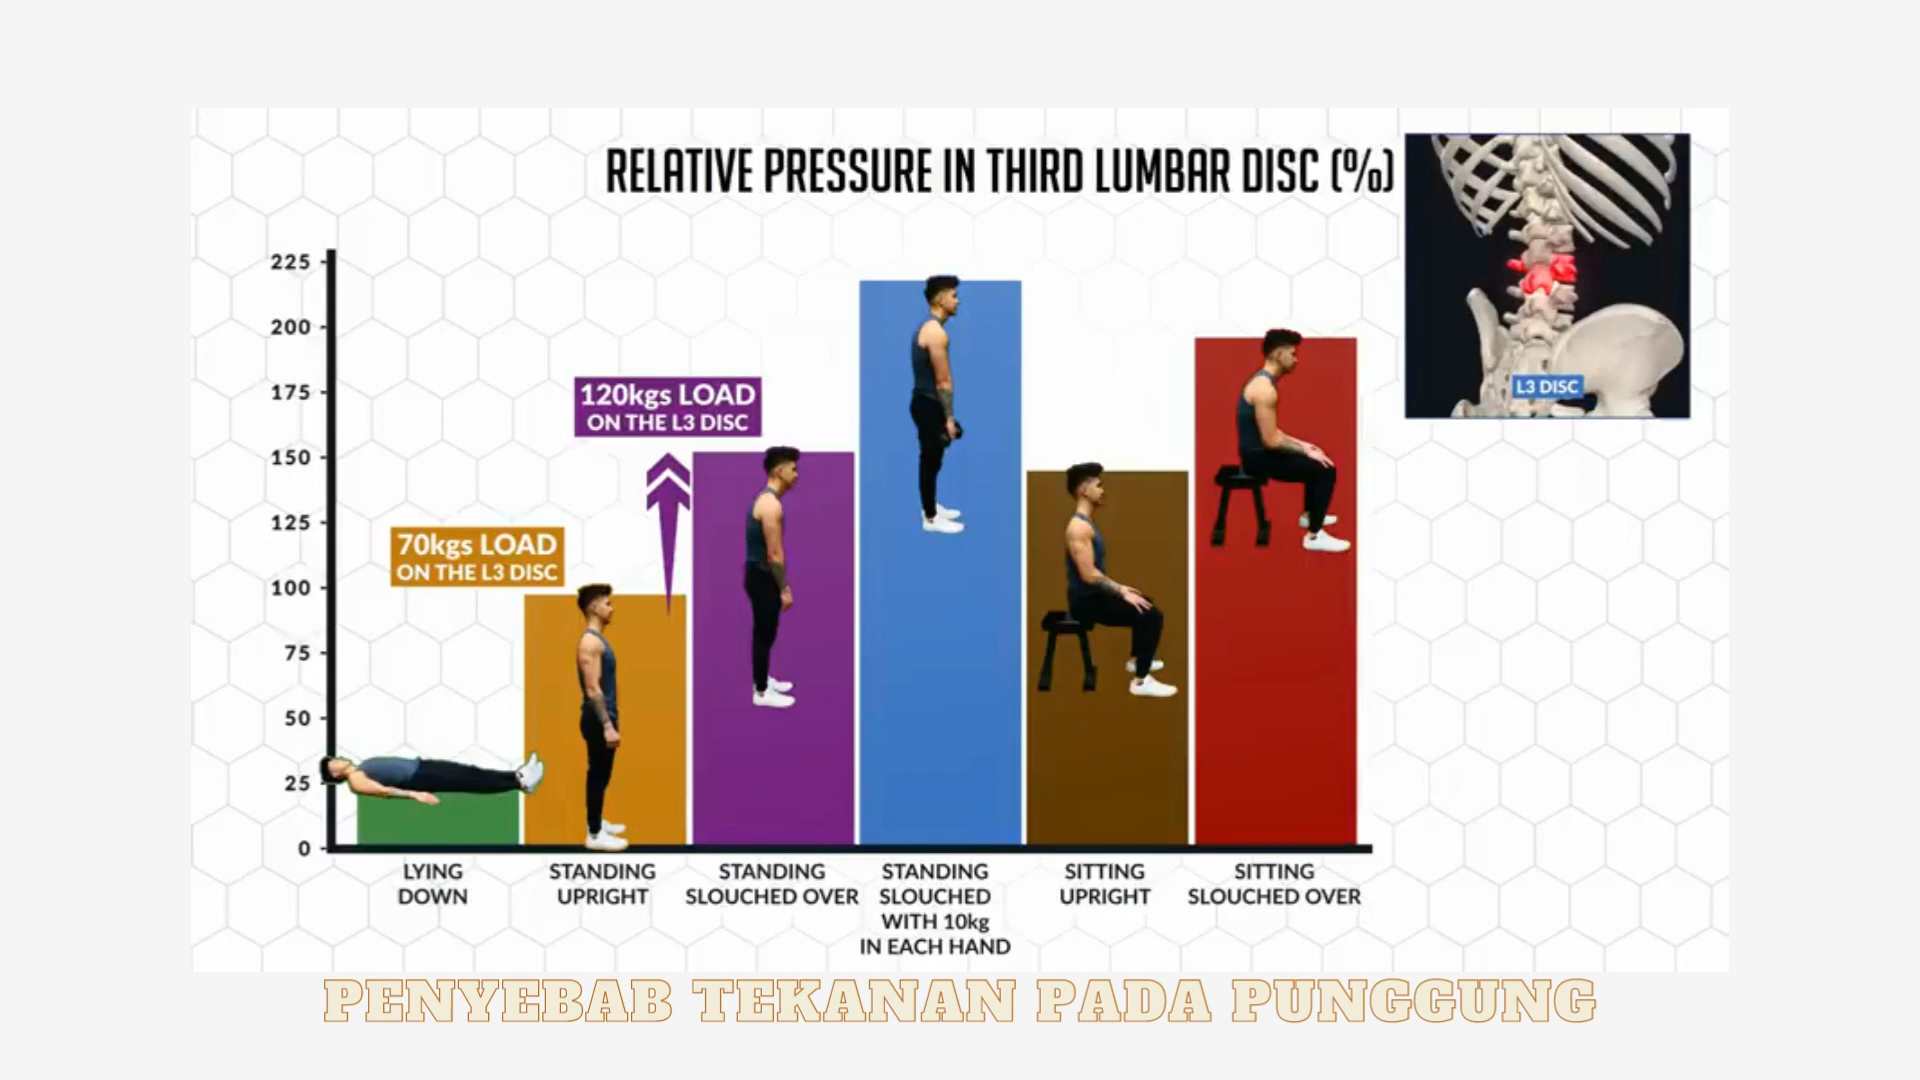 RELATIVE PRESSURE IN THIRD LUMBAR DISC (%)
L3 DISC
225
200
175
150
125
100
75
50
25
0
120kgs LOAD
ON THE L3 DISC
70kgs LOAD
ON THE L3 DISC
LYING
DOWN
STANDING
UPRIGHT
STANDING
SLOUCHED OVER
STANDING
SLOUCHED
WITH 10kg
IN EACH HAND
SITTING
UPRIGHT
SITTING
SLOUCHED OVER
PENYEBAB TEKANAN PADA PUNGGUNG